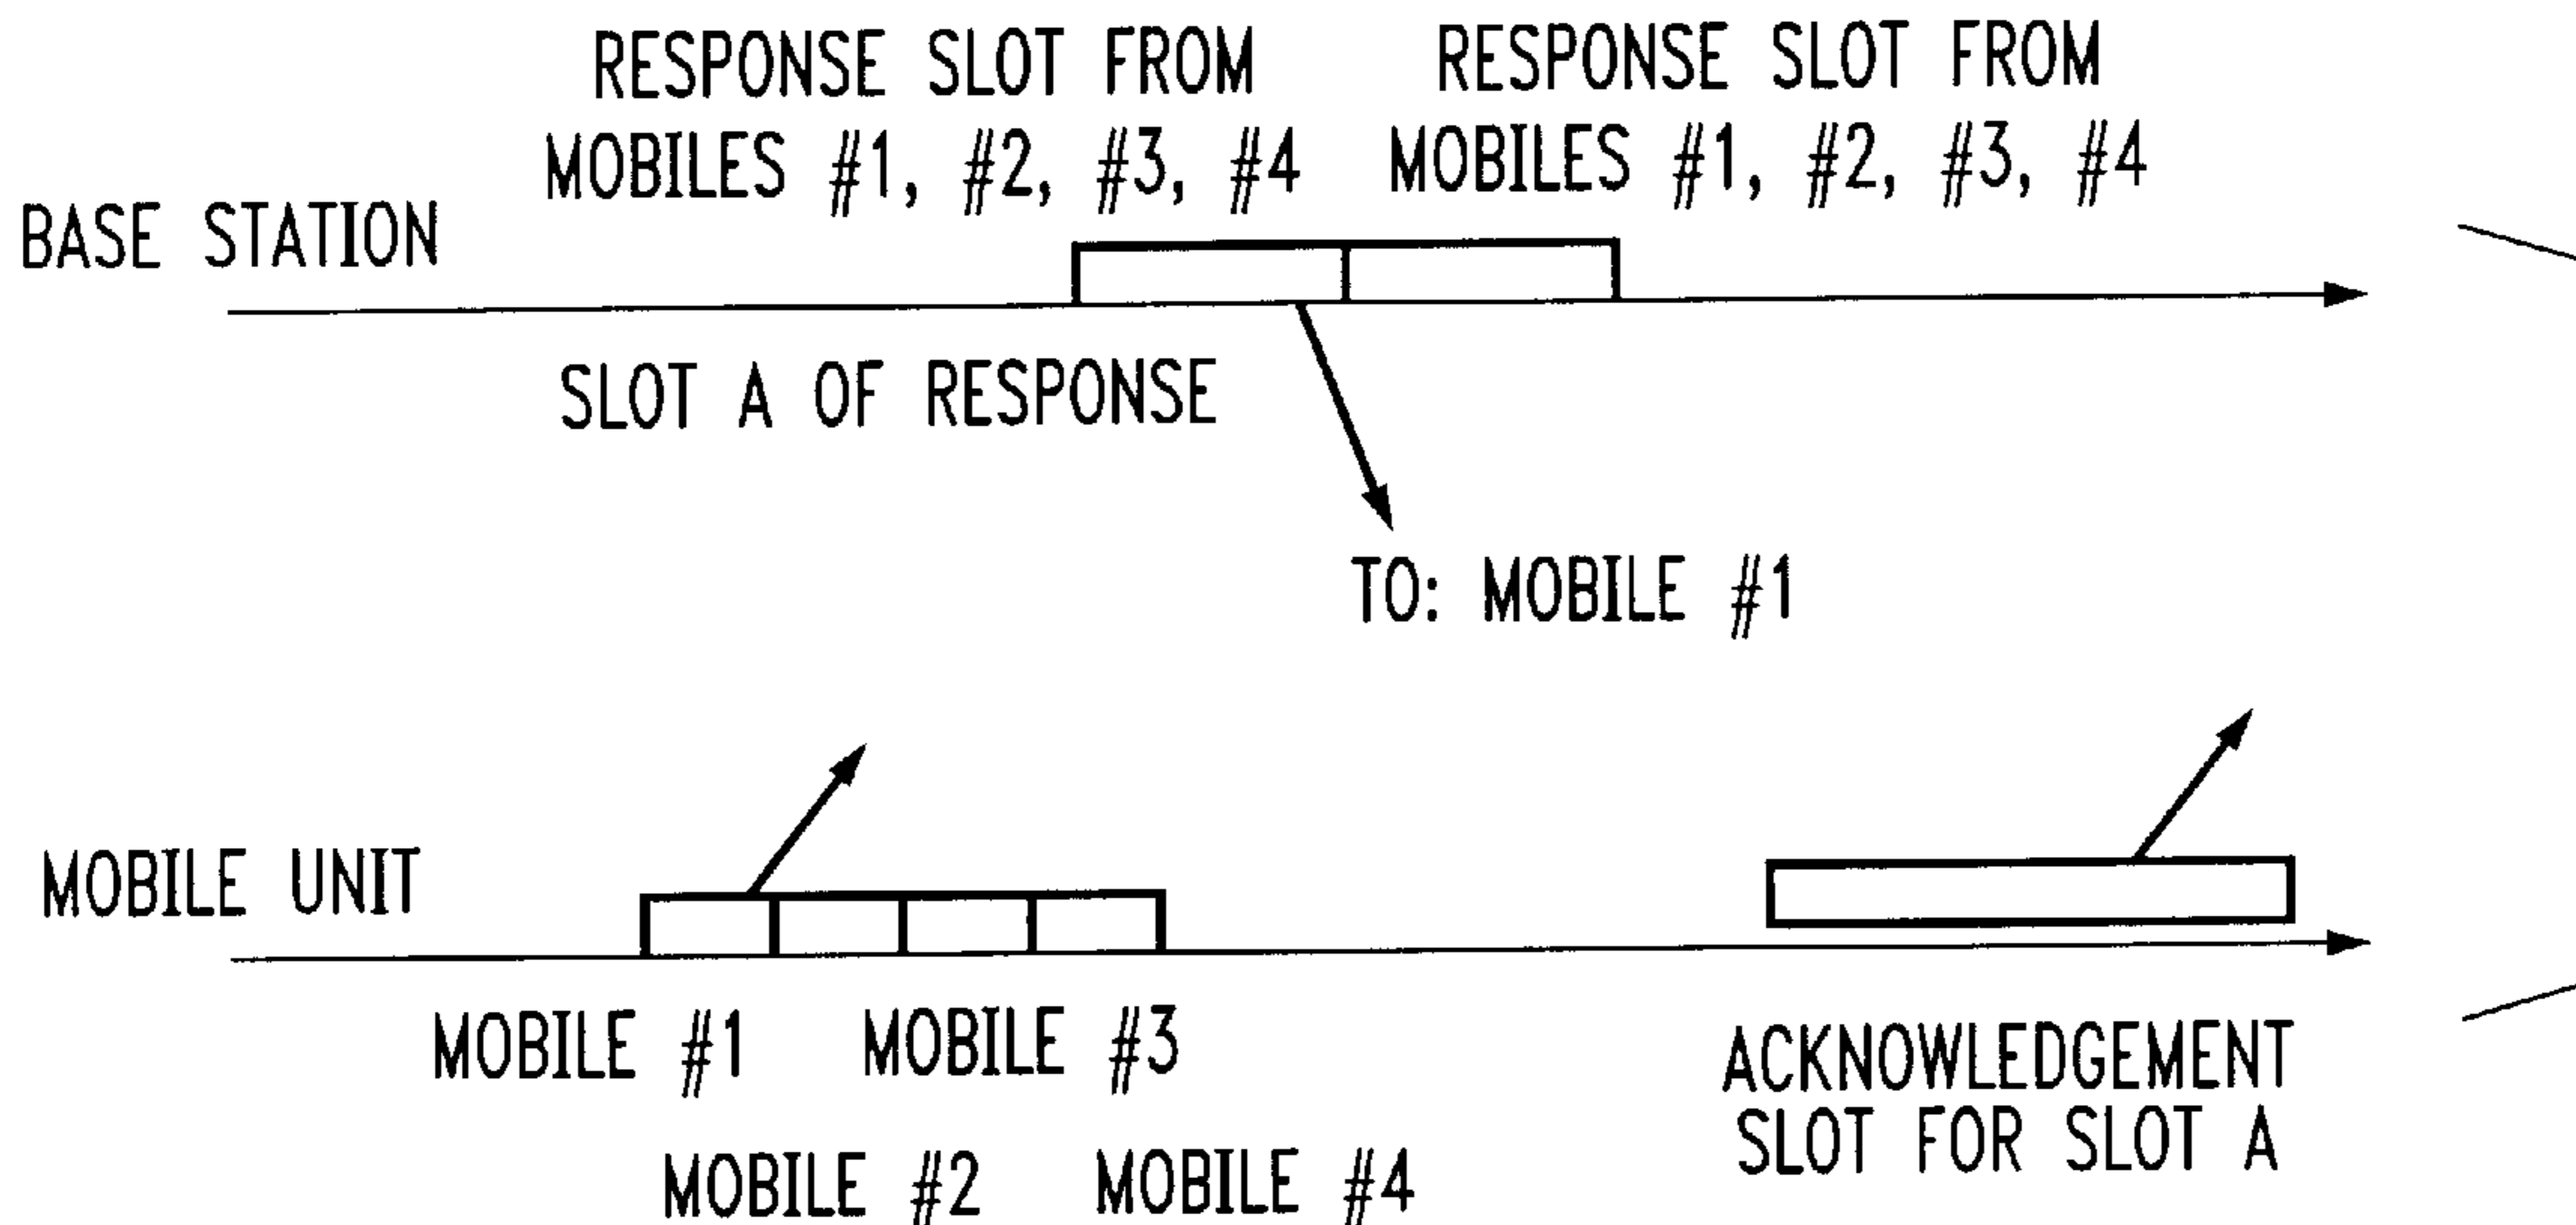 RESPONSE SLOT FROM
MOBILES #1, #2, #3, #4
RESPONSE SLOT FROM
MOBILES #1, #2, #3, #4
BASE STATION
SLOT A OF RESPONSE
TO: MOBILE #1
MOBILE UNIT
MOBILE #1
MOBILE #3
MOBILE #2
MOBILE #4
ACKNOWLEDGEMENT
SLOT FOR SLOT A